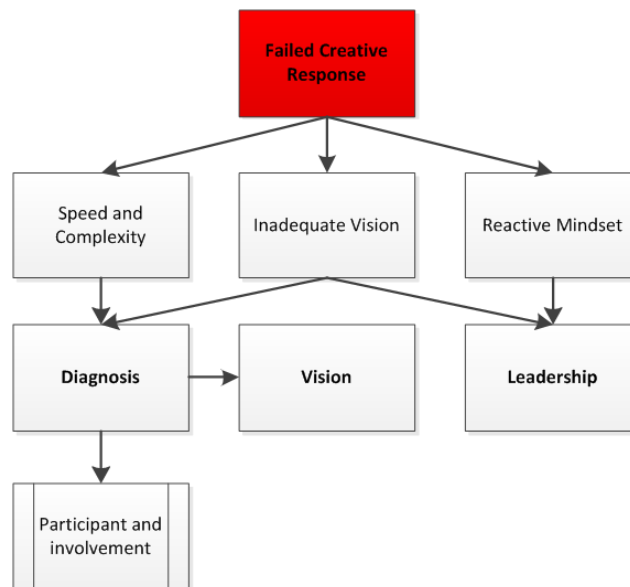 Failed Creative
Response
Speed and
Complexity
Inadequate Vision
Reactive Mindset
Diagnosis
Vision
Leadership
Participant and
involvement